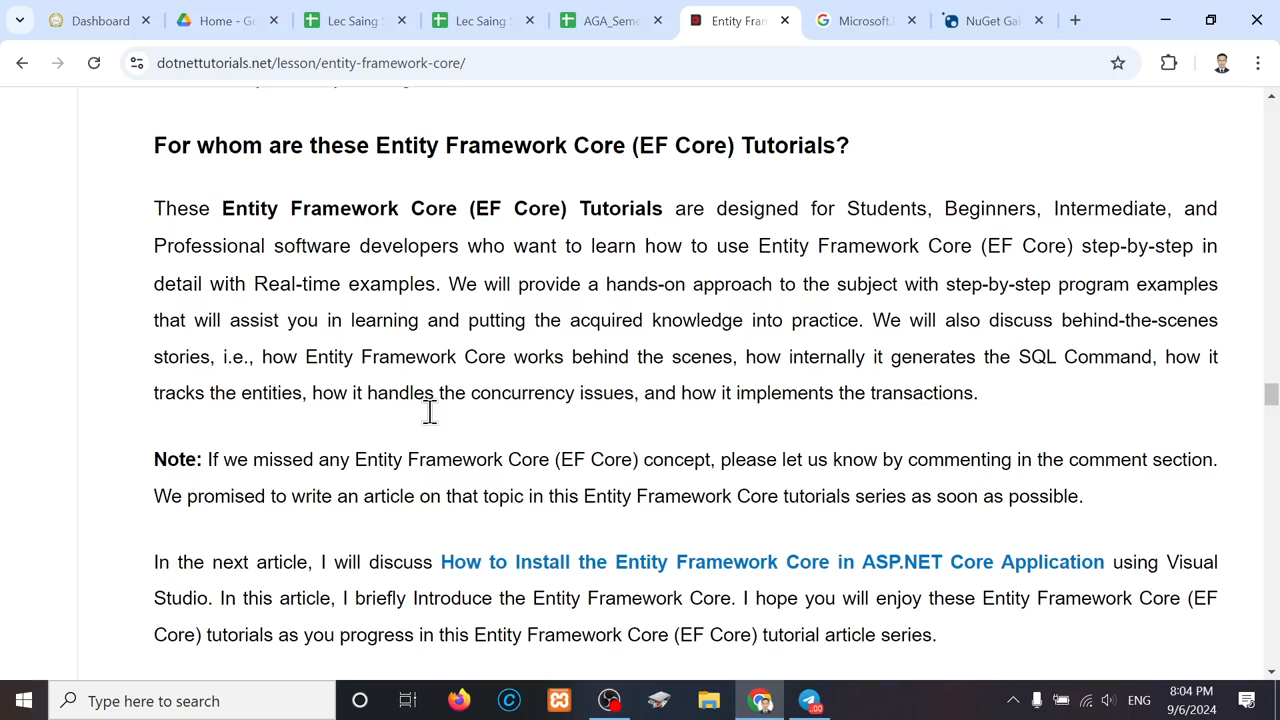 Dashboard
Home - Go
Lec Saing
Lec Saing
AGA_Seme
Entity Fran
Microsoft.
NuGet Gal
dotnettutorials.net/lesson/entity-framework-core/
For whom are these Entity Framework Core (EF Core) Tutorials?
These Entity Framework Core (EF Core) Tutorials are designed for Students, Beginners, Intermediate, and
Professional software developers who want to learn how to use Entity Framework Core (EF Core) step-by-step in
detail with Real-time examples. We will provide a hands-on approach to the subject with step-by-step program examples
that will assist you in learning and putting the acquired knowledge into practice. We will also discuss behind-the-scenes
stories, i.e., how Entity Framework Core works behind the scenes, how internally it generates the SQL Command, how it
tracks the entities, how it handles the concurrency issues, and how it implements the transactions.
Note: If we missed any Entity Framework Core (EF Core) concept, please let us know by commenting in the comment section.
We promised to write an article on that topic in this Entity Framework Core tutorials series as soon as possible.
In the next article, I will discuss How to Install the Entity Framework Core in ASP.NET Core Application using Visual
Studio. In this article, I briefly Introduce the Entity Framework Core. I hope you will enjoy these Entity Framework Core (EF
Core) tutorials as you progress in this Entity Framework Core (EF Core) tutorial article series.
Type here to search
ENG
8:04 PM
9/6/2024